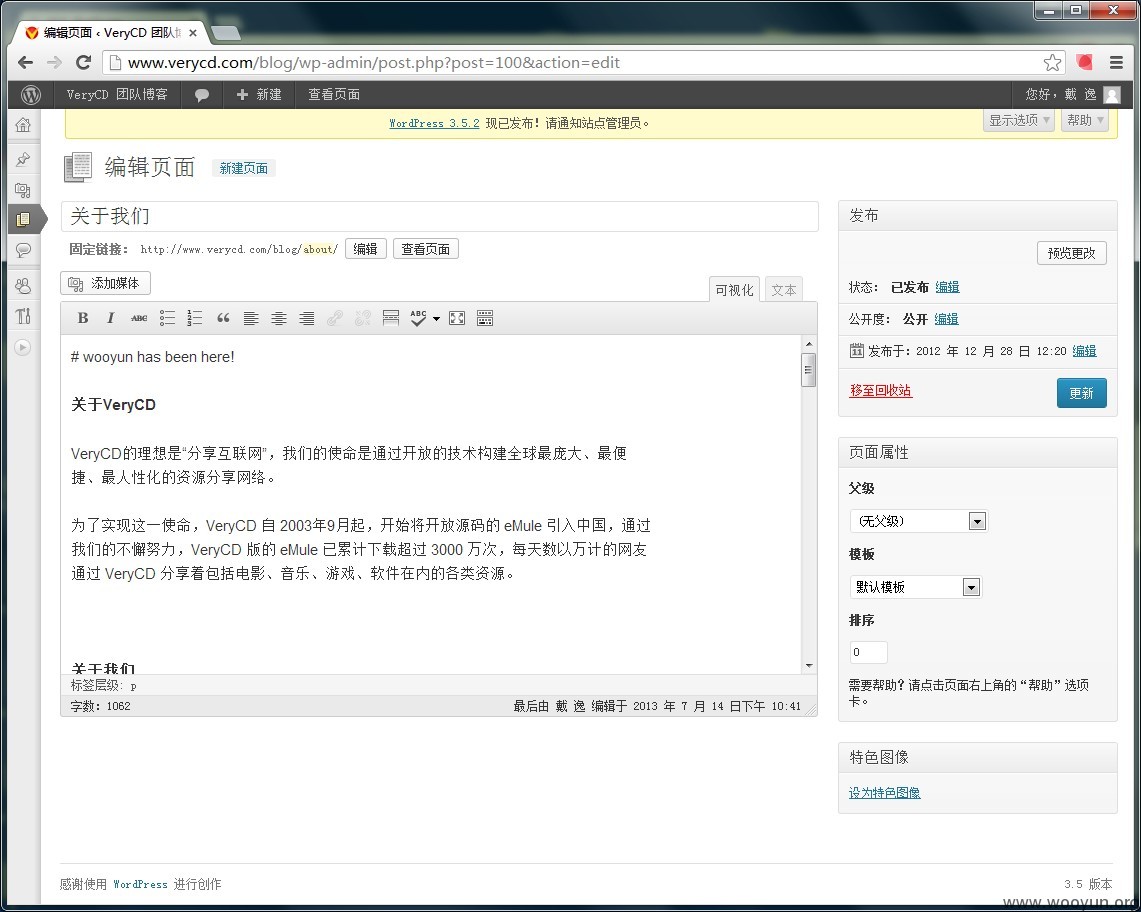 编辑页面 ‹ VeryCD 团队
www.verycd.com/blog/wp-admin/post.php?post=100&action=edit
VeryCD 团队博客 新建 查看页面 您好，戴 逸
WordPress 3.5.2 现已发布！请通知站点管理员。
显示选项 帮助
编辑页面 新建页面
关于我们
固定链接： http://www.verycd.com/blog/about/ 编辑 查看页面
添加媒体
可视化 文本
B I ABC ABC
# wooyun has been here!
关于VeryCD
VeryCD的理想是“分享互联网”，我们的使命是通过开放的技术构建全球最庞大、最便
捷、最人性化的资源分享网络。
为了实现这一使命，VeryCD 自 2003年9月起，开始将开放源码的 eMule 引入中国，通过
我们的不懈努力，VeryCD 版的 eMule 已累计下载超过 3000 万次，每天数以万计的网友
通过 VeryCD 分享着包括电影、音乐、游戏、软件在内的各类资源。
关于我们
标签层级: p
字数: 1062
最后由 戴 逸 编辑于 2013 年 7 月 14 日下午 10:41
发布
预览更改
状态： 已发布 编辑
公开度： 公开 编辑
11 发布于: 2012 年 12 月 28 日 12:20 编辑
移至回收站 更新
页面属性
父级
(无父级)
模板
默认模板
排序
0
需要帮助？请点击页面右上角的“帮助”选项
卡。
特色图像
设为特色图像
感谢使用 WordPress 进行创作
3.5 版本
www.wooyun.org